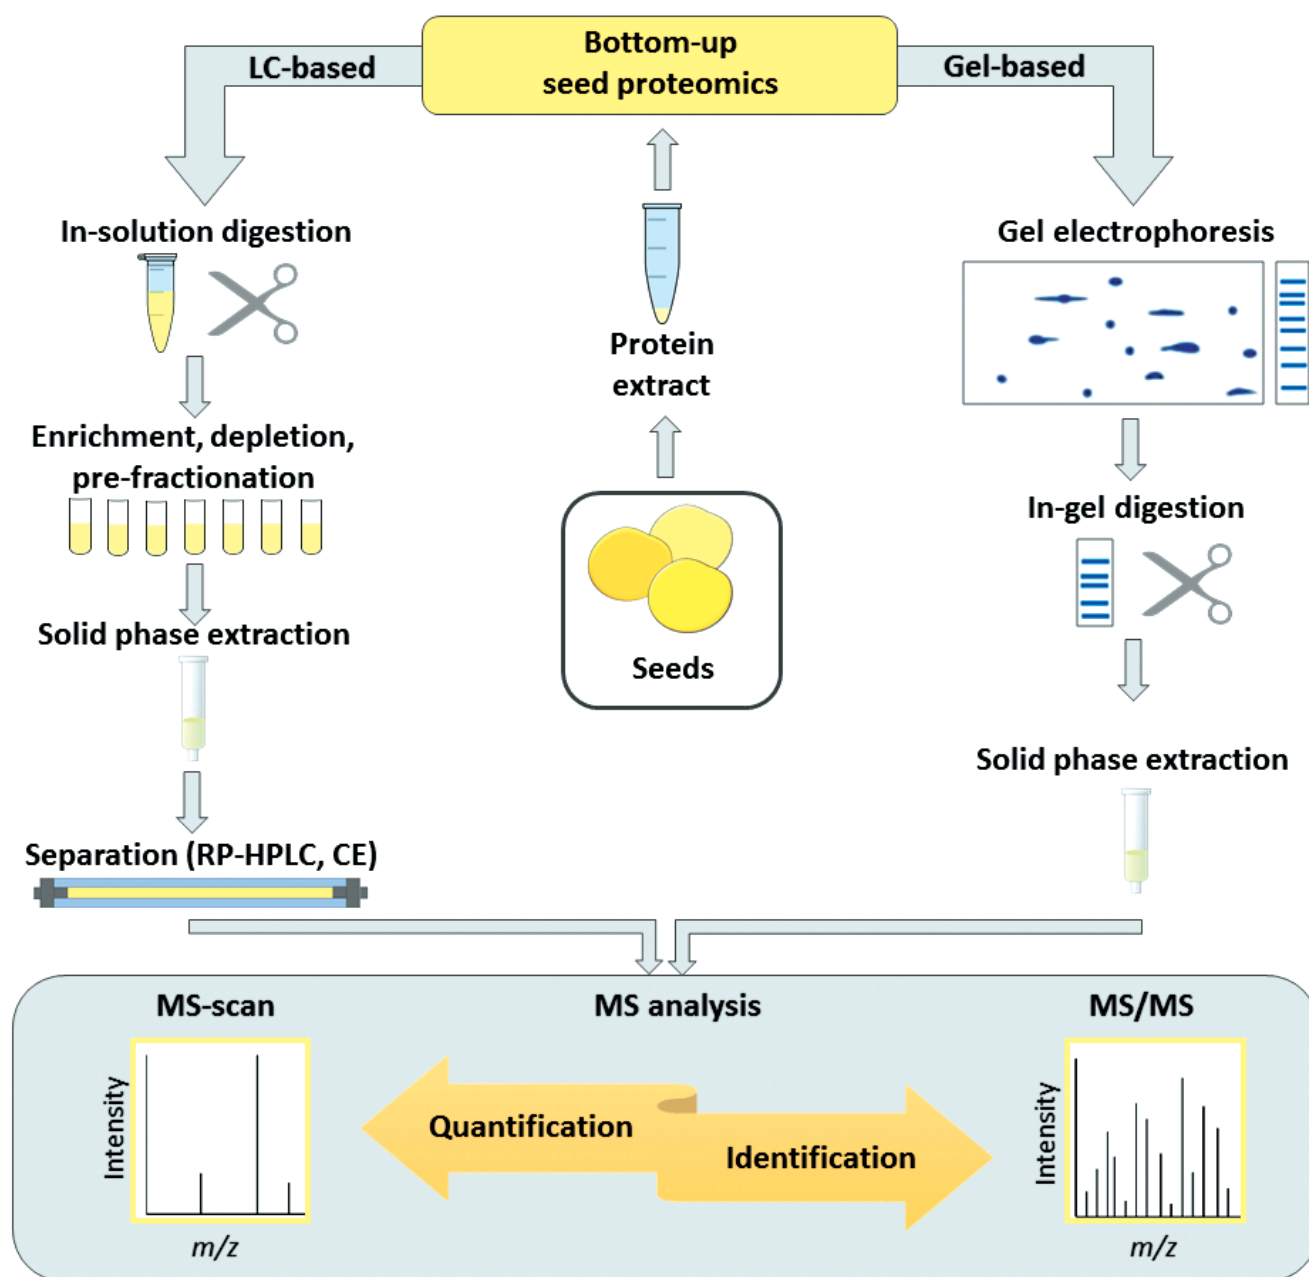 Bottom-up
seed proteomics
LC-based
Gel-based
In-solution digestion
Enrichment, depletion,
pre-fractionation
Solid phase extraction
Separation (RP-HPLC, CE)
Protein
extract
Seeds
Gel electrophoresis
In-gel digestion
Solid phase extraction
MS-scan
MS analysis
MS/MS
Intensity
m/z
Quantification
Identification
Intensity
m/z